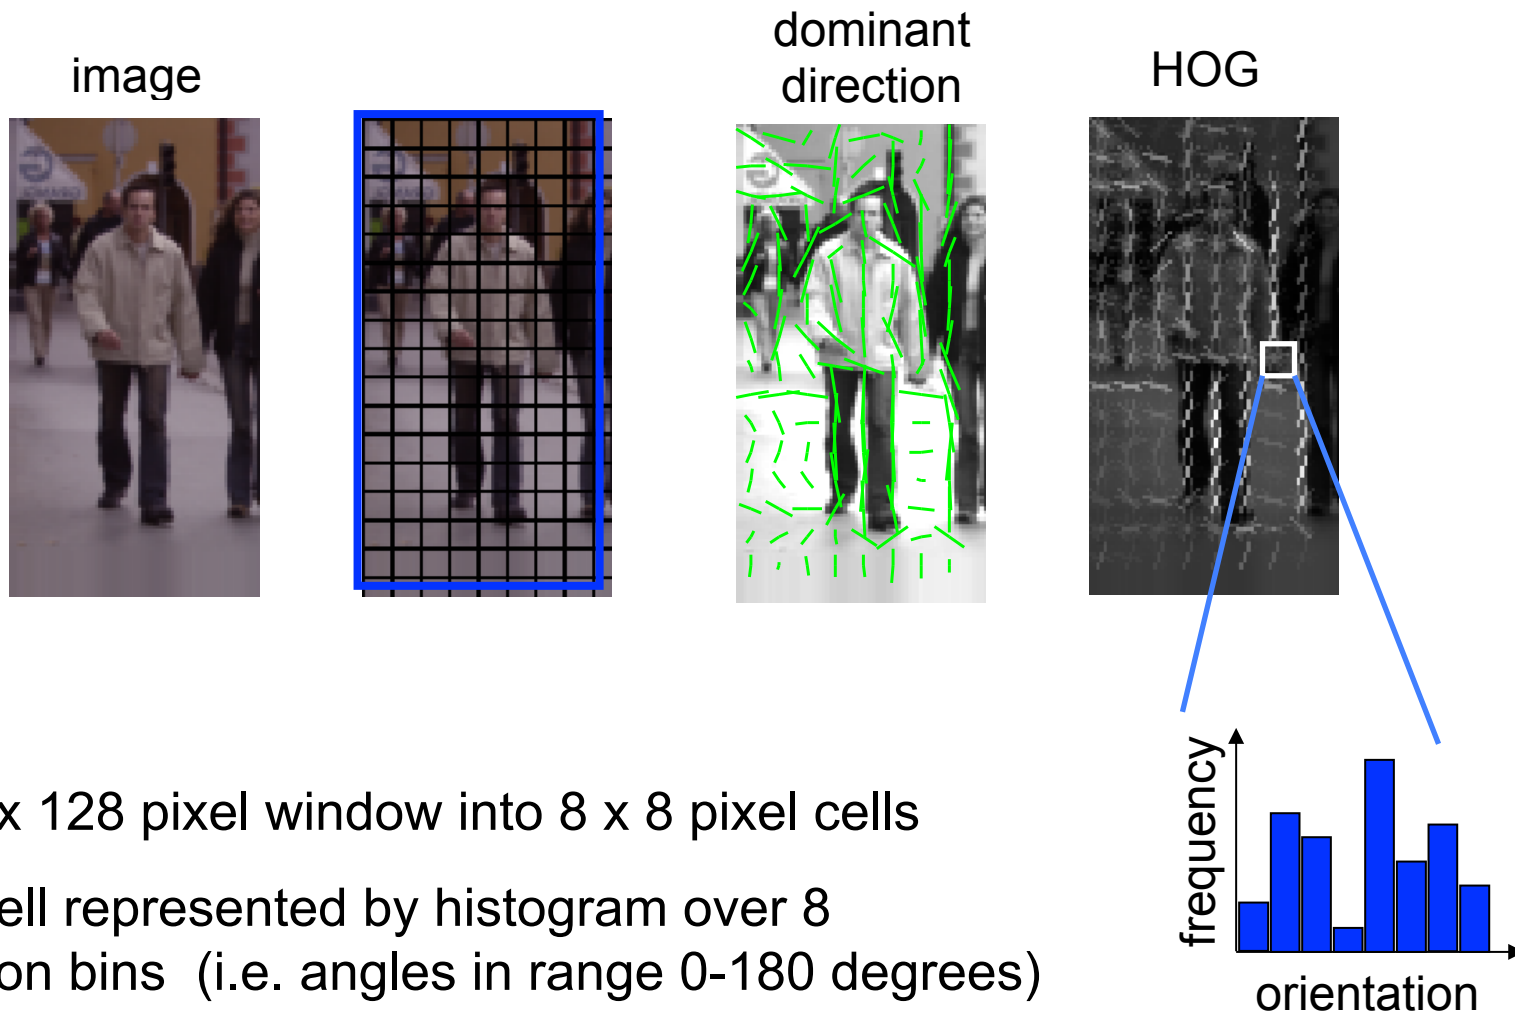 image
dominant
direction
HOG
x 128 pixel window into 8 x 8 pixel cells
ell represented by histogram over 8
on bins (i.e. angles in range 0-180 degrees)
frequency
orientation